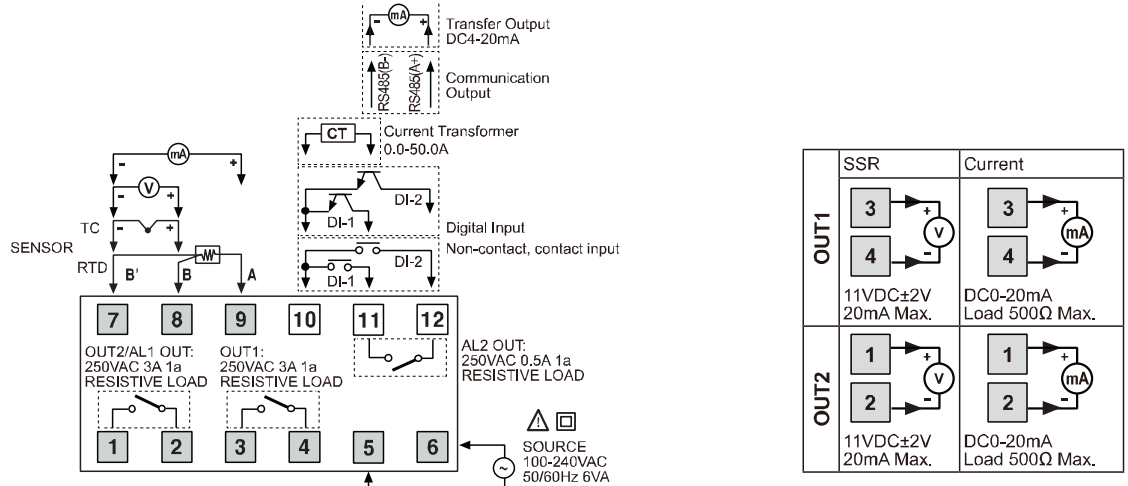 - mA +
Transfer Output
DC4-20mA
RS485(B-)
RS485(A+)
Communication
Output
CT
Current Transformer
0.0-50.0A
- mA +
- V +
TC
- +
SENSOR
RTD
B'
B
A
DI-2
DI-1
Digital Input
Non-contact, contact input
DI-2
DI-1
7
8
9
10
11
12
OUT2/AL1 OUT:
250VAC 3A 1a
RESISTIVE LOAD
OUT1:
250VAC 3A 1a
RESISTIVE LOAD
AL2 OUT:
250VAC 0.5A 1a
RESISTIVE LOAD
1
2
3
4
5
6
SOURCE
100-240VAC
50/60Hz 6VA
SSR
Current
OUT1
3
4
+
V
-
11VDC±2V
20mA Max.
3
4
+
mA
-
DC0-20mA
Load 500Ω Max.
OUT2
1
2
+
V
-
11VDC±2V
20mA Max.
1
2
+
mA
-
DC0-20mA
Load 500Ω Max.